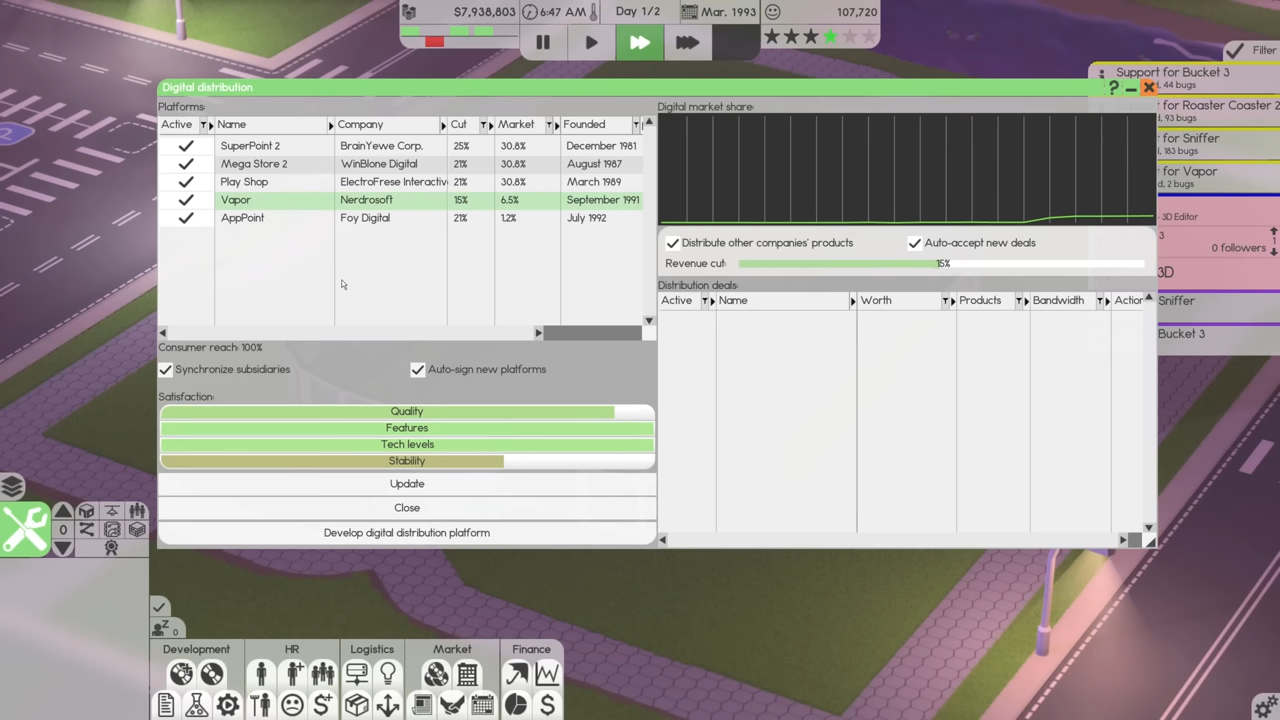 $7,938,803
6:47 AM
Day 1/2
Mar. 1993
107,720
Filter
Support for Bucket 3
44 bugs
for Roaster Coaster 2
93 bugs
for Sniffer
183 bugs
for Vapor
2 bugs
3D Editor
3
0 followers
3D
Sniffer
Bucket 3
Digital distribution
?
Platforms:
Active Name Company Cut Market Founded
SuperPoint 2 BrainYewe Corp. 25% 30.8% December 1981
Mega Store 2 WinBlone Digital 21% 30.8% August 1987
Play Shop ElectroFrese Interactiv 21% 30.8% March 1989
Vapor Nerdrosoft 15% 6.5% September 1991
AppPoint Foy Digital 21% 1.2% July 1992
Consumer reach: 100%
Synchronize subsidiaries Auto-sign new platforms
Satisfaction:
Quality
Features
Tech levels
Stability
Update
Close
Develop digital distribution platform
Digital market share:
Distribute other companies' products Auto-accept new deals
Revenue cut: 15%
Distribution deals:
Active Name Worth Products Bandwidth Action
2
0
Z 0
Development HR Logistics Market Finance